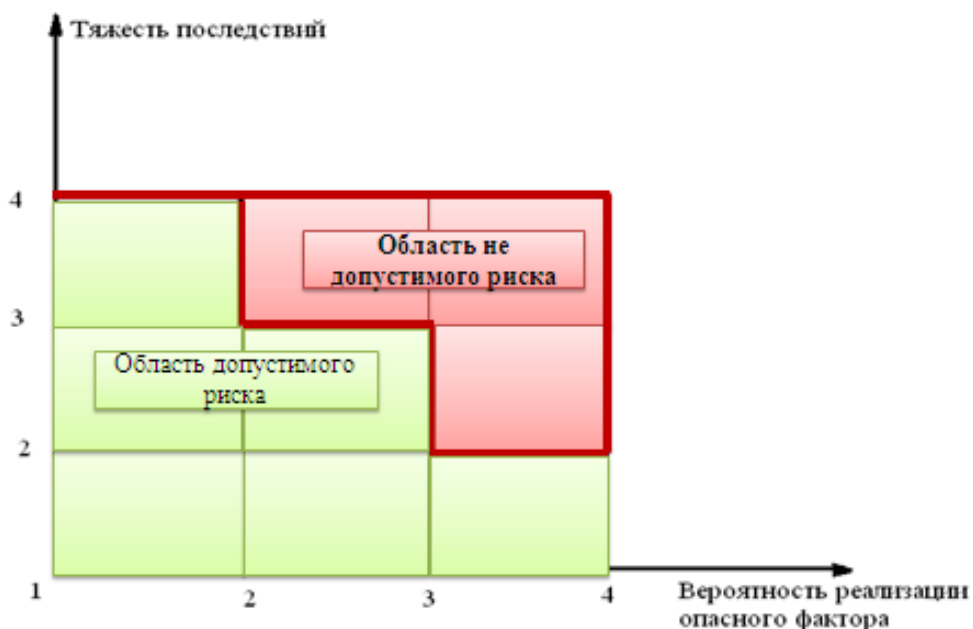 Тяжесть последствий
4
Область не
допустимого риска
3
Область допустимого
риска
2
1
2
3
4
Вероятность реализации
опасного фактора